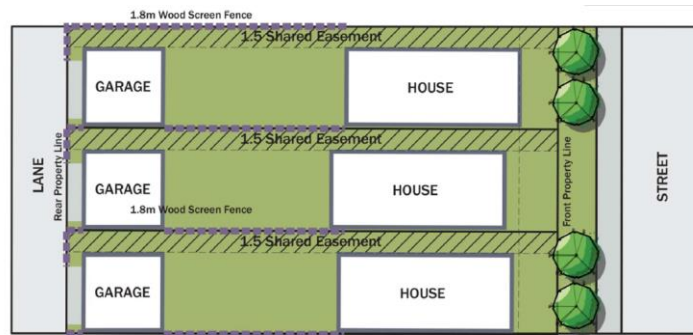 1.8m Wood Screen Fence
1.5 Shared Easement
GARAGE
HOUSE
1.5 Shared Easement
LANE
Rear Property Line
GARAGE
HOUSE
Front Property Line
STREET
1.8m Wood Screen Fence
1.5 Shared Easement
GARAGE
HOUSE